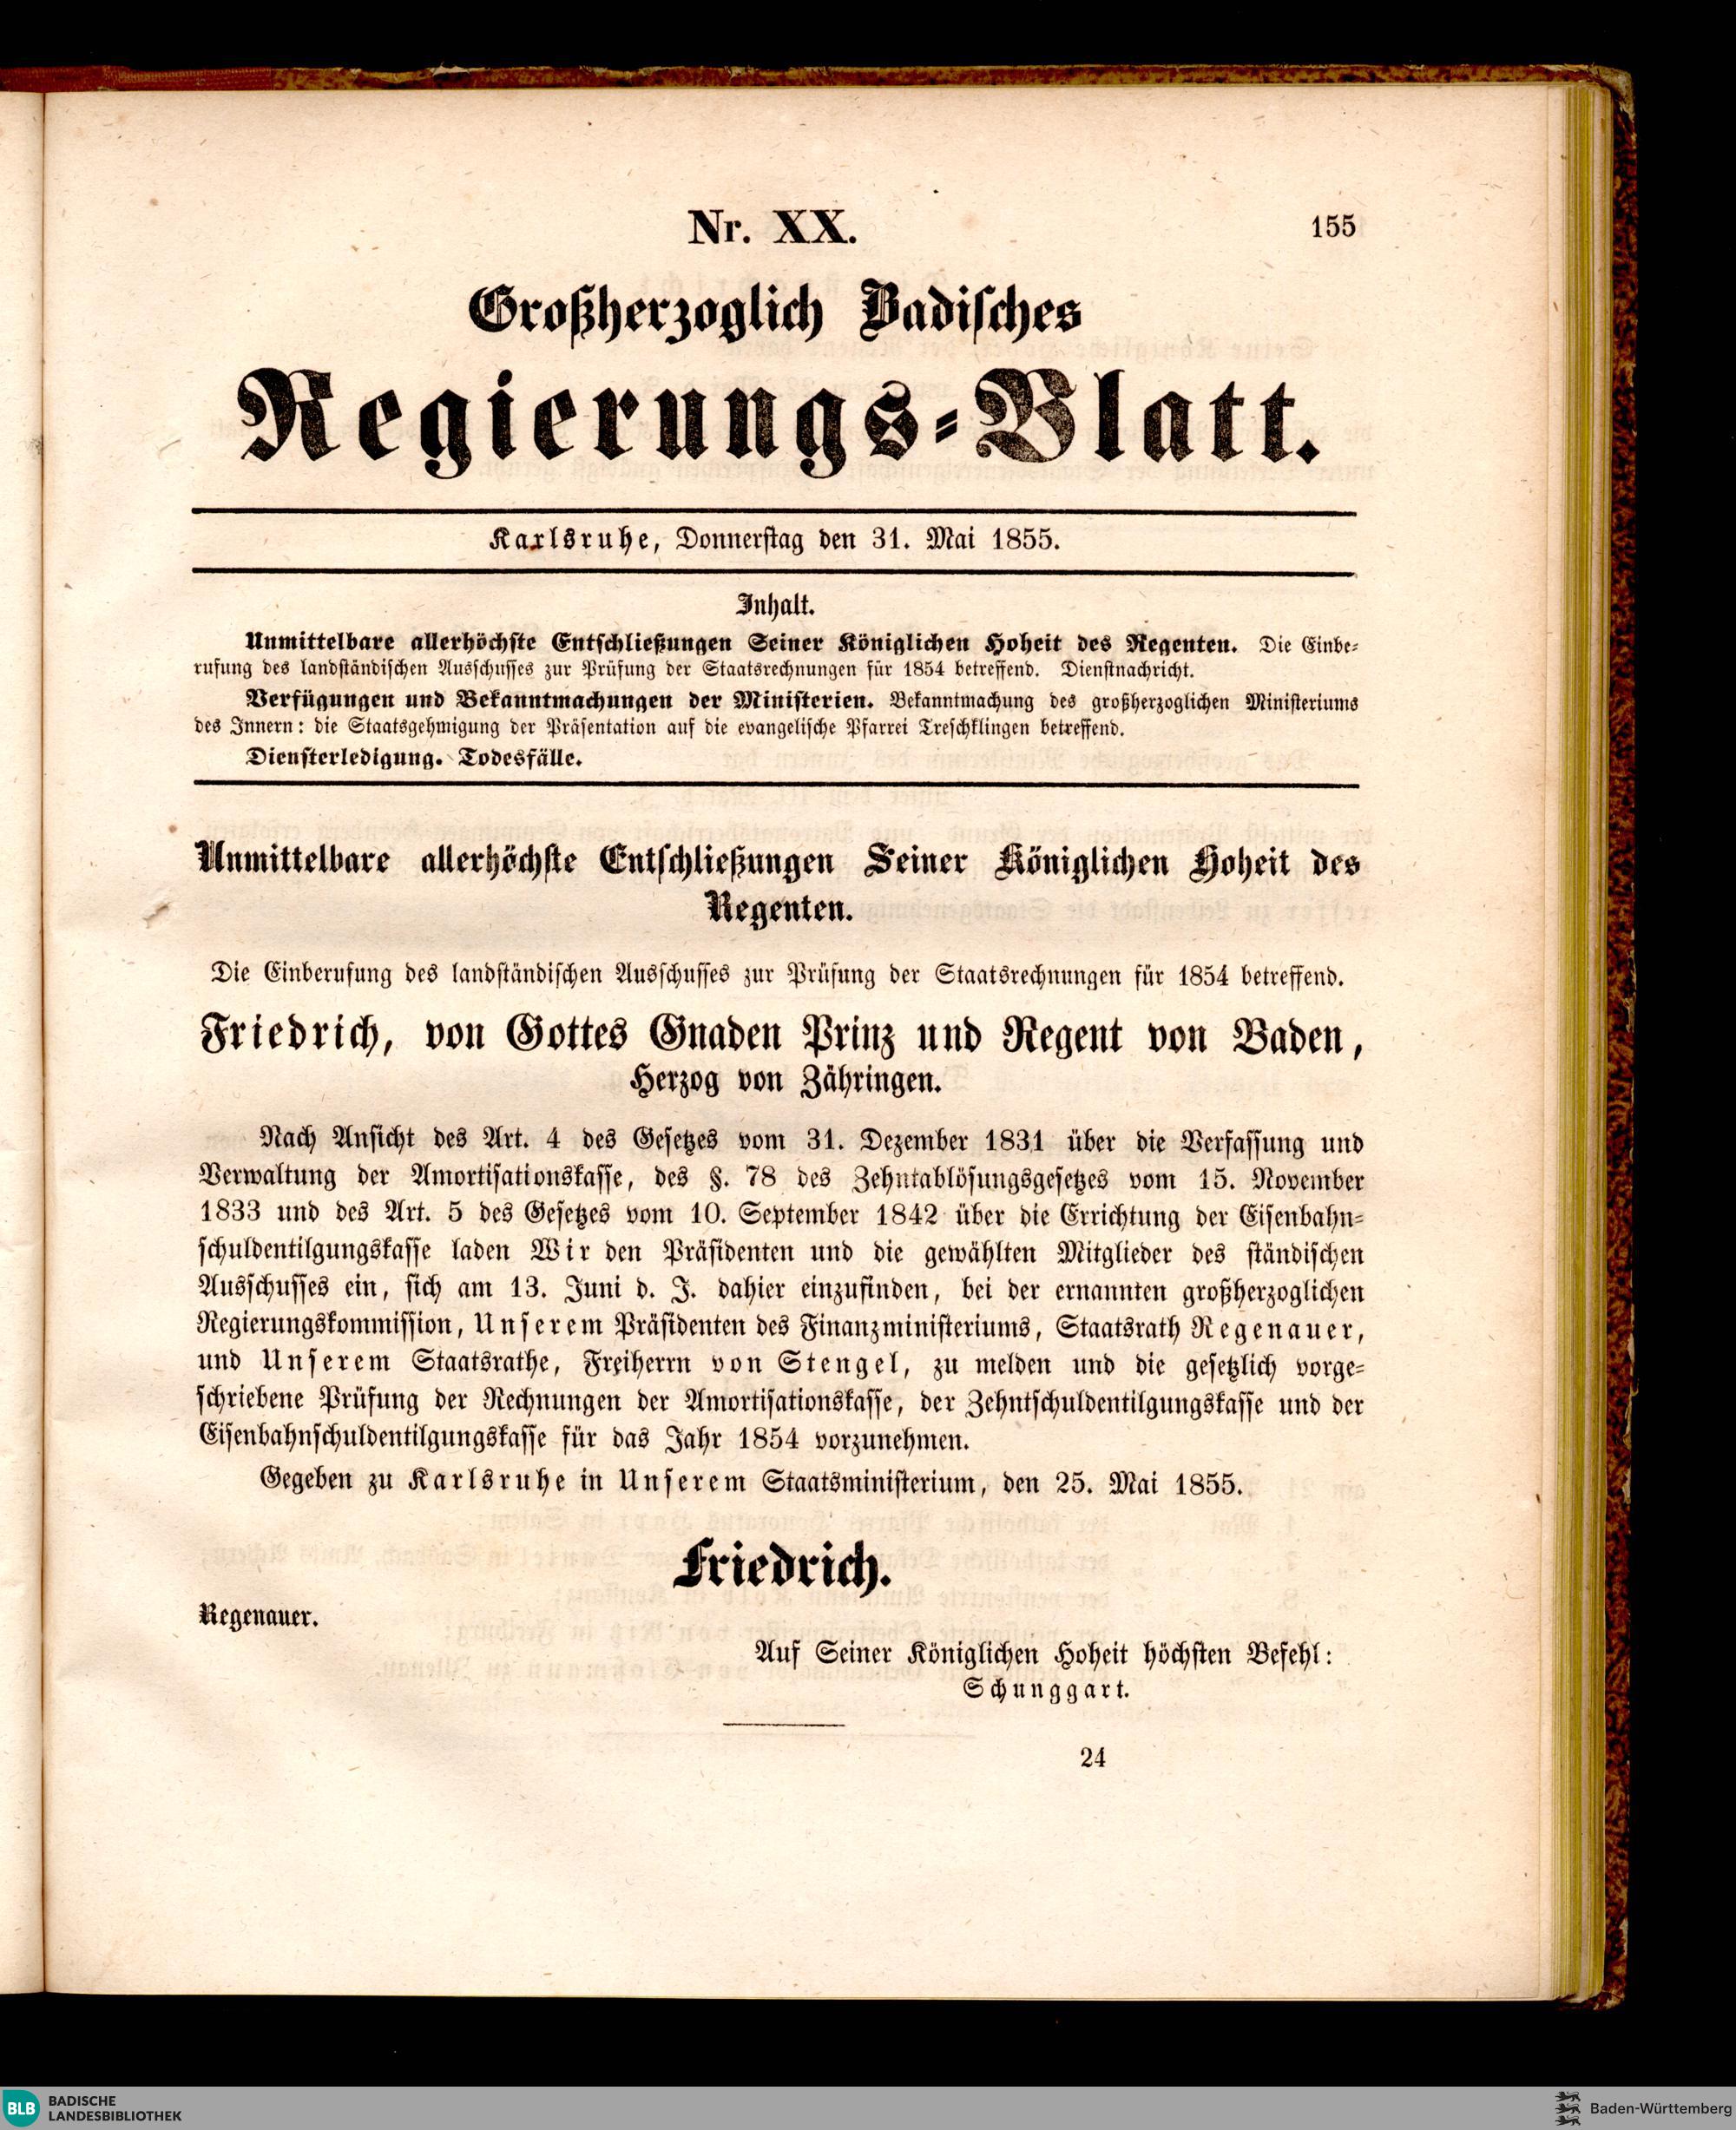 Nr. XX.
155
Großherzoglich Badisches
Regierungs-Blatt.
Karlsruhe, Donnerstag den 31. Mai 1855.
Inhalt.
Unmittelbare allerhöchste Entschließungen Seiner Königlichen Hoheit des Regenten. Die Einbe-
rufung des landständischen Ausschusses zur Prüfung der Staatsrechnungen für 1854 betreffend. Dienstnachricht.
Verfügungen und Bekanntmachungen der Ministerien. Bekanntmachung des großherzoglichen Ministeriums
des Innern: die Staatsgehmigung der Präsentation auf die evangelische Pfarrei Treschklingen betreffend.
Diensterledigung. Todesfälle.
Unmittelbare allerhöchste Entschließungen Seiner Königlichen Hoheit des
Regenten.
Die Einberufung des landständischen Ausschusses zur Prüfung der Staatsrechnungen für 1854 betreffend.
Friedrich, von Gottes Gnaden Prinz und Regent von Baden,
Herzog von Zähringen.
Nach Ansicht des Art. 4 des Gesetzes vom 31. Dezember 1831 über die Verfassung und
Verwaltung der Amortisationskasse, des §. 78 des Zehntablösungsgesetzes vom 15. November
1833 und des Art. 5 des Gesetzes vom 10. September 1842 über die Errichtung der Eisenbahn-
schuldentilgungskasse laden Wir den Präsidenten und die gewählten Mitglieder des ständischen
Ausschusses ein, sich am 13. Juni d. J. dahier einzufinden, bei der ernannten großherzoglichen
Regierungskommission, Unserem Präsidenten des Finanzministeriums, Staatsrath Regenauer,
und Unserem Staatsrathe, Freiherrn von Stengel, zu melden und die gesetzlich vorge-
schriebene Prüfung der Rechnungen der Amortisationskasse, der Zehntschuldentilgungskasse und der
Eisenbahnschuldentilgungskasse für das Jahr 1854 vorzunehmen.
Gegeben zu Karlsruhe in Unserem Staatsministerium, den 25. Mai 1855.
Friedrich.
Regenauer.
Auf Seiner Königlichen Hoheit höchsten Befehl:
Schunggart.
24
BLB BADISCHE
LANDESBIBLIOTHEK
Baden-Württemberg